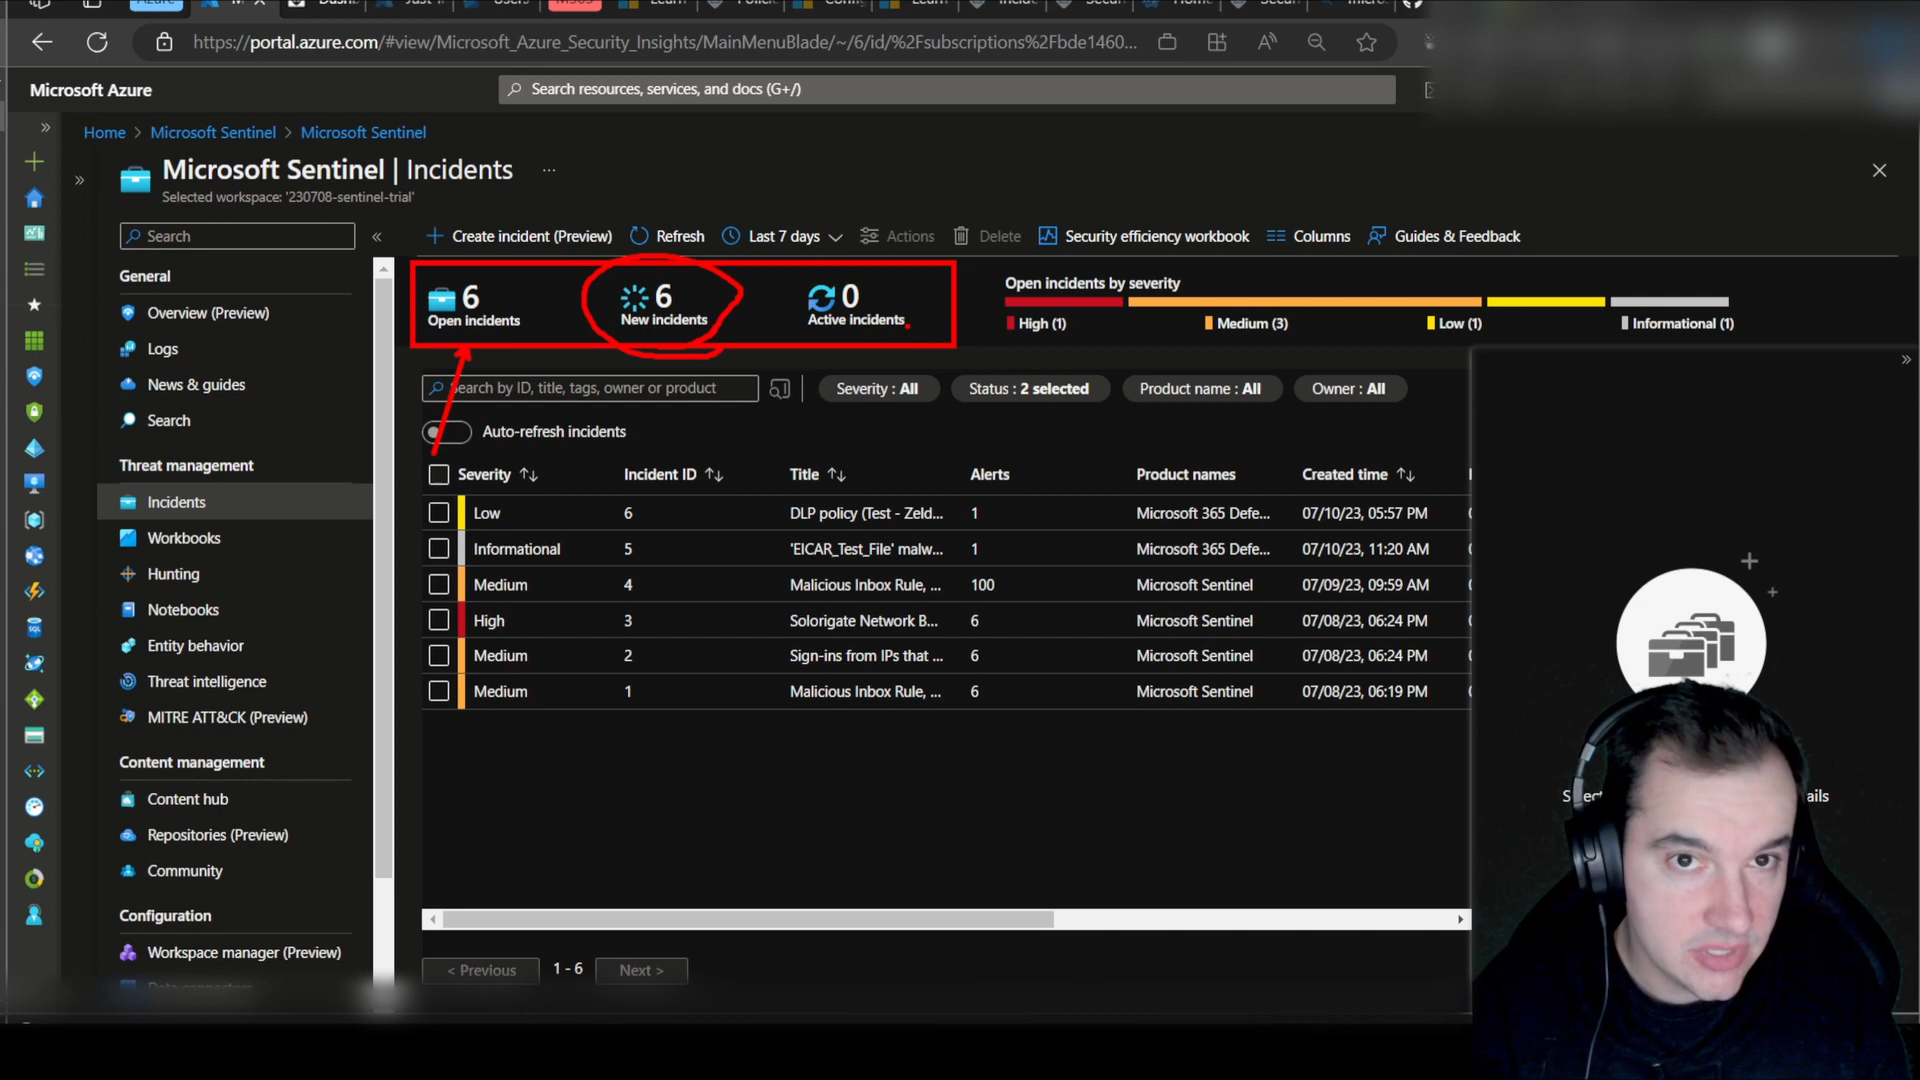 Azure
M365
https://portal.azure.com/#view/Microsoft_Azure_Security_Insights/MainMenuBlade/~/6/id/%2Fsubscriptions%2Fbde1460...
Microsoft Azure
Search resources, services, and docs (G+/)
Home > Microsoft Sentinel > Microsoft Sentinel
Microsoft Sentinel | Incidents ...
Selected workspace: '230708-sentinel-trial'
Search
Create incident (Preview)
Refresh
Last 7 days
Actions
Delete
Security efficiency workbook
Columns
Guides & Feedback
General
Overview (Preview)
Logs
News & guides
Search
Threat management
Incidents
Workbooks
Hunting
Notebooks
Entity behavior
Threat intelligence
MITRE ATT&CK (Preview)
Content management
Content hub
Repositories (Preview)
Community
Configuration
Workspace manager (Preview)
Data connectors
6
Open incidents
6
New incidents
0
Active incidents
Open incidents by severity
High (1)
Medium (3)
Low (1)
Informational (1)
Search by ID, title, tags, owner or product
Severity : All
Status : 2 selected
Product name : All
Owner : All
Auto-refresh incidents
Severity Incident ID Title Alerts Product names Created time
Low 6 DLP policy (Test - Zeld... 1 Microsoft 365 Defe... 07/10/23, 05:57 PM
Informational 5 'EICAR_Test_File' malw... 1 Microsoft 365 Defe... 07/10/23, 11:20 AM
Medium 4 Malicious Inbox Rule, ... 100 Microsoft Sentinel 07/09/23, 09:59 AM
High 3 Solorigate Network B... 6 Microsoft Sentinel 07/08/23, 06:24 PM
Medium 2 Sign-ins from IPs that ... 6 Microsoft Sentinel 07/08/23, 06:24 PM
Medium 1 Malicious Inbox Rule, ... 6 Microsoft Sentinel 07/08/23, 06:19 PM
< Previous 1 - 6 Next >